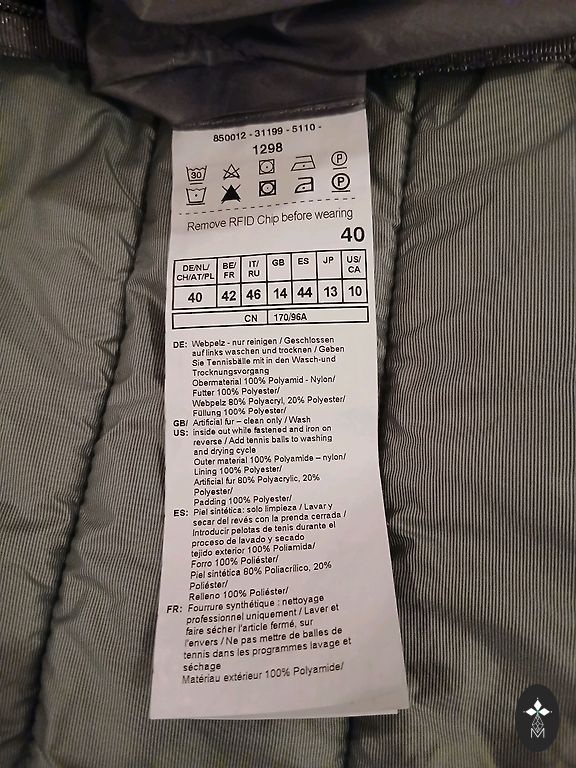 850012 - 31199 - 5110 -
1298
30 P
P
Remove RFID Chip before wearing
40
DE/NL/ CH/AT/PL BE/ FR IT/ RU GB ES JP US/ CA
40 42 46 14 44 13 10
CN 170/96A
DE: Webpelz - nur reinigen / Geschlossen
auf links waschen und trocknen / Geben
Sie Tennisbälle mit in den Wasch-und
Trocknungsvorgang
Obermaterial 100% Polyamid - Nylon/
Futter 100% Polyester/
Webpelz 80% Polyacryl, 20% Polyester/
Füllung 100% Polyester/
GB/ Artificial fur – clean only / Wash
US: inside out while fastened and iron on
reverse / Add tennis balls to washing
and drying cycle
Outer material 100% Polyamide – nylon/
Lining 100% Polyester/
Artificial fur 80% Polyacrylic, 20%
Polyester/
Padding 100% Polyester/
ES: Piel sintética: solo limpieza / Lavar y
secar del revés con la prenda cerrada /
Introducir pelotas de tenis durante el
proceso de lavado y secado
tejido exterior 100% Poliamida/
Forro 100% Poliéster/
Piel sintética 80% Poliacrílico, 20%
Poliéster/
Relleno 100% Poliéster/
FR: Fourrure synthétique : nettoyage
professionnel uniquement / Laver et
faire sécher l'article fermé, sur
l'envers / Ne pas mettre de balles de
tennis dans les programmes lavage et
séchage
Matériau extérieur 100% Polyamide/
M